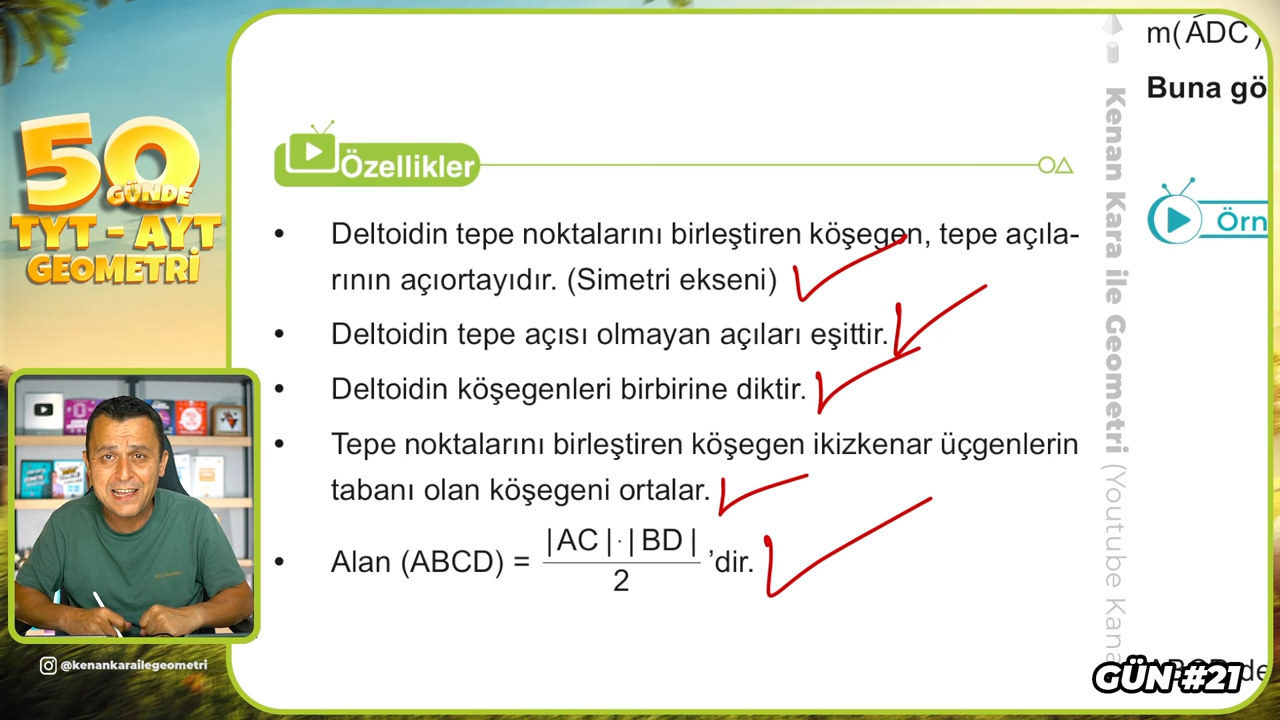 50
GÜNDE
TYT - AYT
GEOMETRİ
Özellikler
• Deltoidin tepe noktalarını birleştiren köşegen, tepe açıla-
rının açıortayıdır. (Simetri ekseni)
• Deltoidin tepe açısı olmayan açıları eşittir.
• Deltoidin köşegenleri birbirine diktir.
• Tepe noktalarını birleştiren köşegen ikizkenar üçgenlerin
tabanı olan köşegeni ortalar.
• Alan (ABCD) = |AC|·|BD| / 2 'dir.
Kenan Kara ile Geometri (Youtube Kana
m(ADC)
Buna gö
Örn
@kenankarailegeometri
GÜN #21